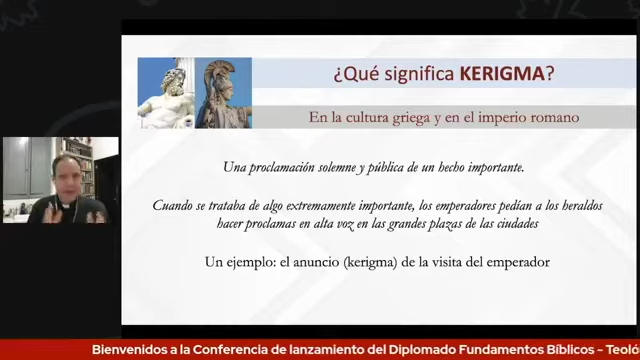 ¿Qué significa KERIGMA?
En la cultura griega y en el imperio romano
Una proclamación solemne y pública de un hecho importante.
Cuando se trataba de algo extremamente importante, los emperadores pedían a los heraldos
hacer proclamas en alta voz en las grandes plazas de las ciudades
Un ejemplo: el anuncio (kerigma) de la visita del emperador
Bienvenidos a la Conferencia de lanzamiento del Diplomado Fundamentos Bíblicos - Teoló